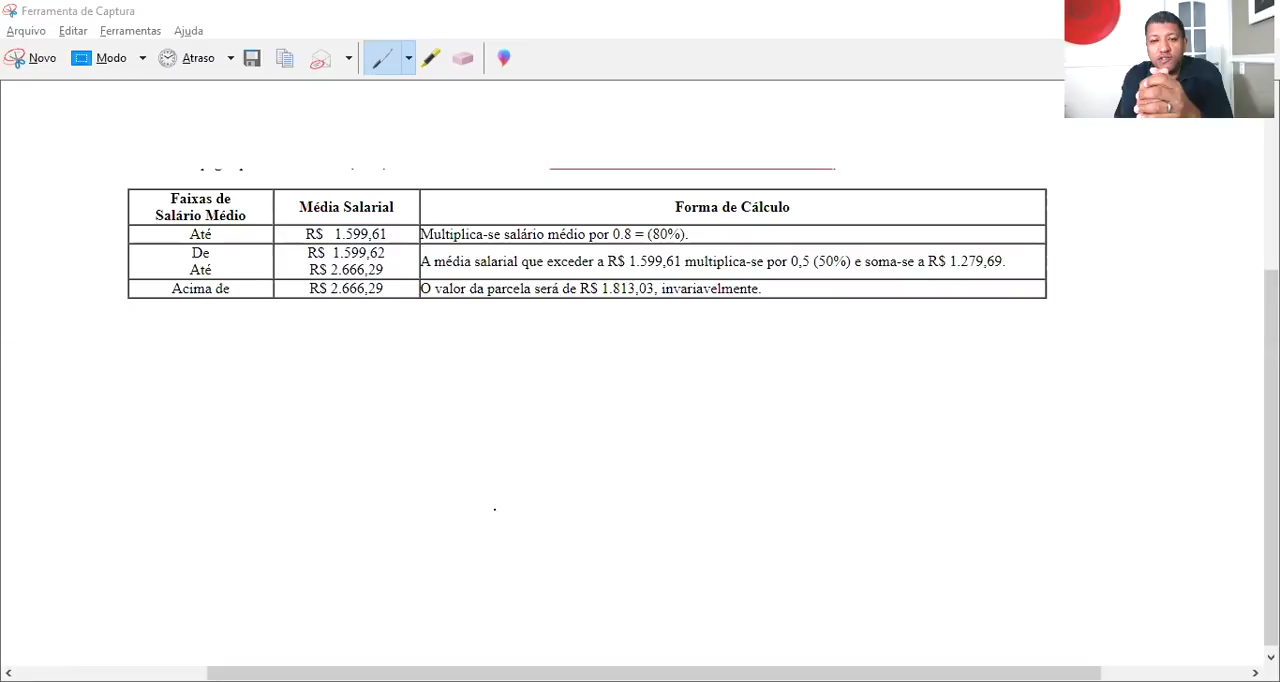 Ferramenta de Captura
Arquivo Editar Ferramentas Ajuda
Novo Modo Atraso
Faixas de
Salário Médio
Média Salarial
Forma de Cálculo
Até
R$ 1.599,61
Multiplica-se salário médio por 0.8 = (80%).
De
Até
R$ 1.599,62
R$ 2.666,29
A média salarial que exceder a R$ 1.599,61 multiplica-se por 0,5 (50%) e soma-se a R$ 1.279,69.
Acima de
R$ 2.666,29
O valor da parcela será de R$ 1.813,03, invariavelmente.